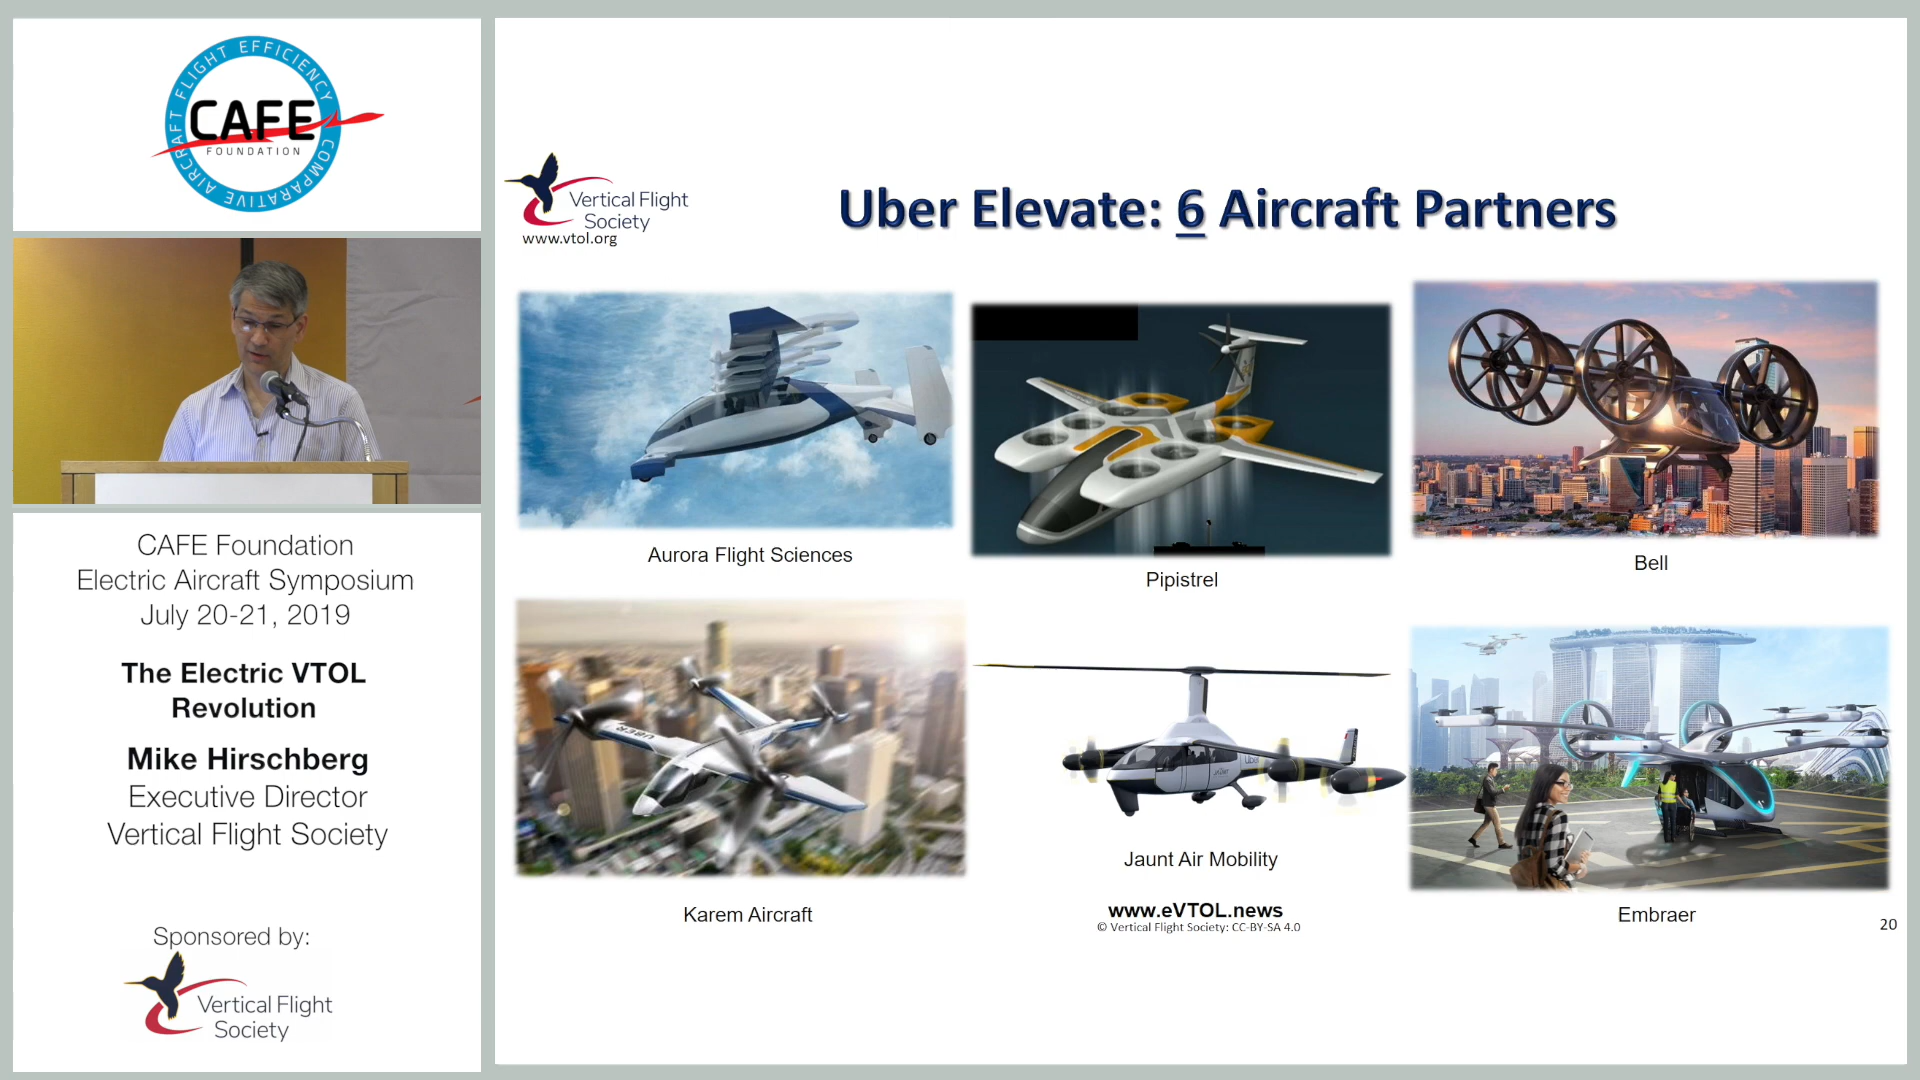 COMPARATIVE AIRCRAFT FLIGHT EFFICIENCY
CAFE
FOUNDATION
CAFE Foundation
Electric Aircraft Symposium
July 20-21, 2019
The Electric VTOL
Revolution
Mike Hirschberg
Executive Director
Vertical Flight Society
Sponsored by:
Vertical Flight
Society
Vertical Flight
Society
www.vtol.org
Uber Elevate: 6 Aircraft Partners
Aurora Flight Sciences
Pipistrel
Bell
UBER
Karem Aircraft
Jaunt Air Mobility
Embraer
www.eVTOL.news
© Vertical Flight Society: CC-BY-SA 4.0
20